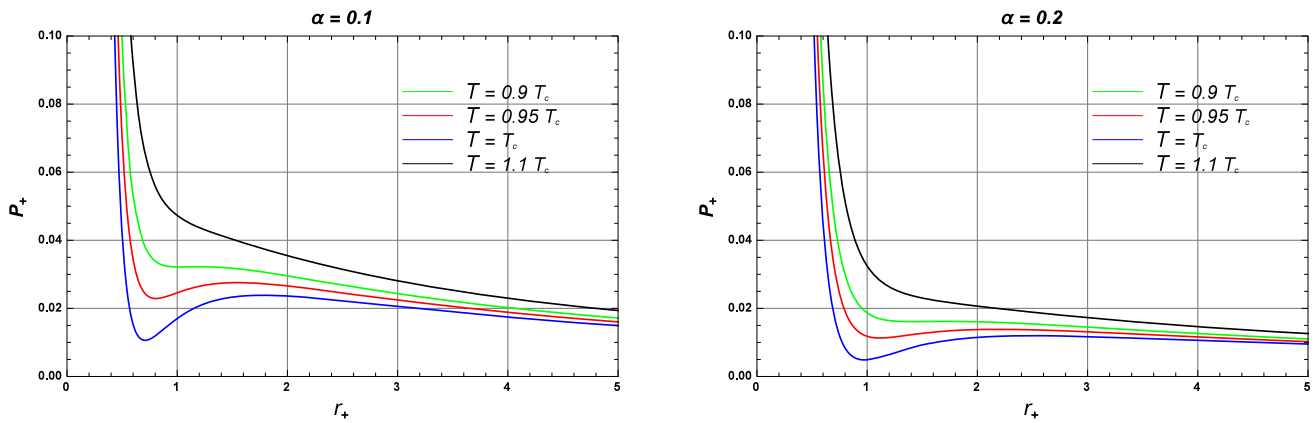 α = 0.1
0.10
0.08
0.06
0.04
0.02
0.00
P+
0 1 2 3 4 5
r+
T = 0.9 Tc
T = 0.95 Tc
T = Tc
T = 1.1 Tc
α = 0.2
0.10
0.08
0.06
0.04
0.02
0.00
P+
0 1 2 3 4 5
r+
T = 0.9 Tc
T = 0.95 Tc
T = Tc
T = 1.1 Tc